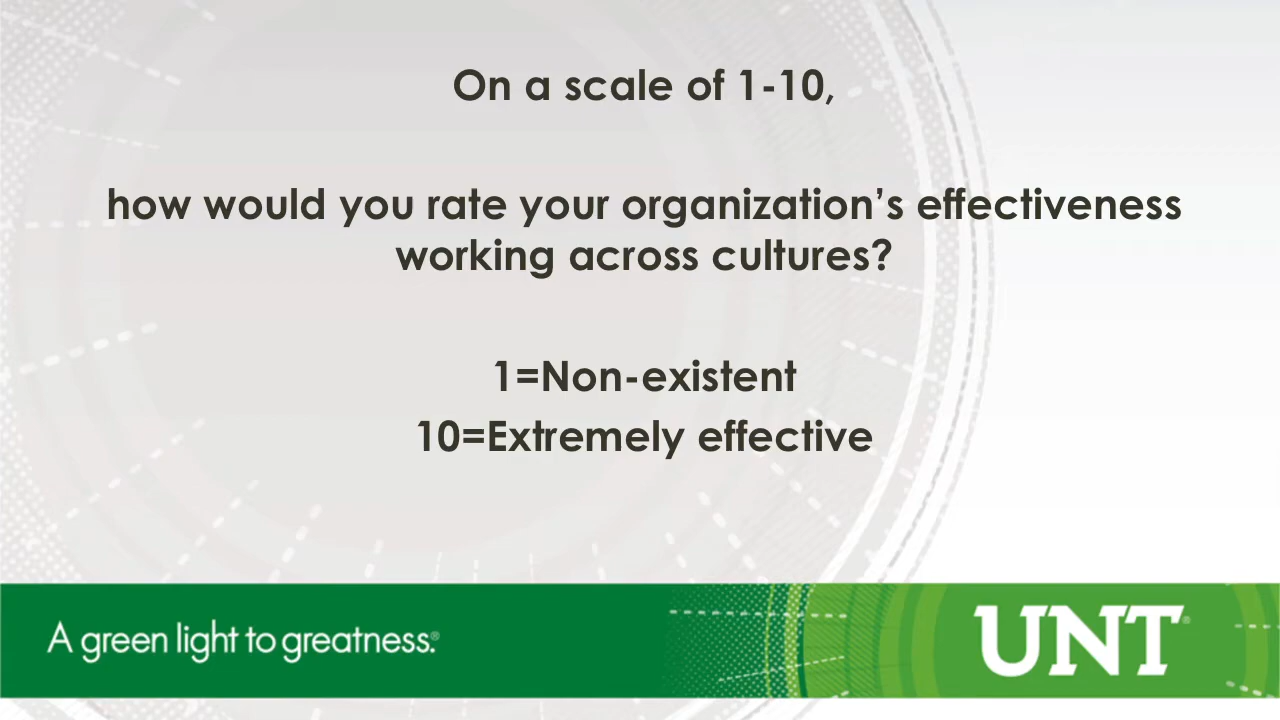 On a scale of 1-10,
how would you rate your organization’s effectiveness
working across cultures?
1=Non-existent
10=Extremely effective
A green light to greatness.®
UNT®